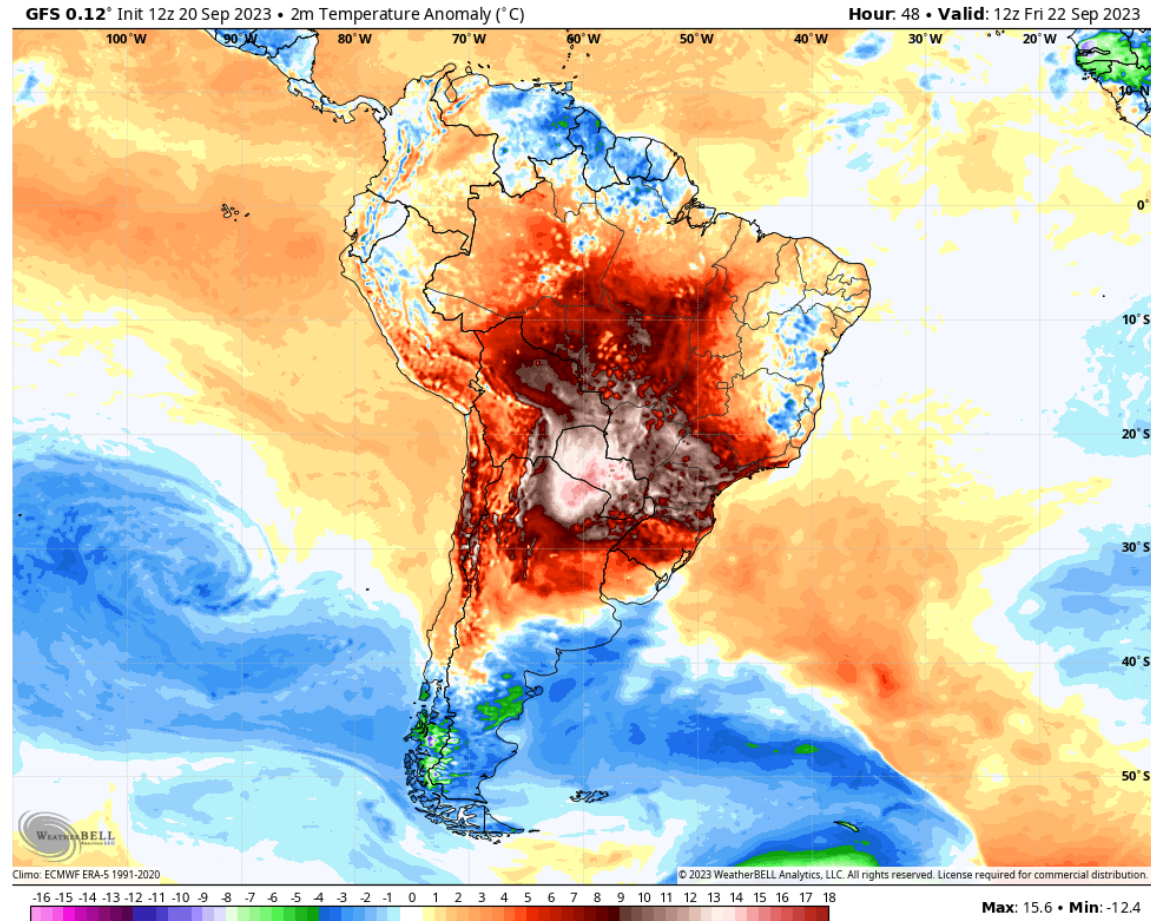 GFS 0.12° Init 12z 20 Sep 2023 • 2m Temperature Anomaly (°C)
Hour: 48 • Valid: 12z Fri 22 Sep 2023
100°W 90°W 80°W 70°W 60°W 50°W 40°W 30°W 20°W
10°N
0°
10°S
20°S
30°S
40°S
50°S
WEATHERBELL
Analytics LLC
Climo: ECMWF ERA-5 1991-2020
© 2023 WeatherBELL Analytics, LLC. All rights reserved. License required for commercial distribution.
-16 -15 -14 -13 -12 -11 -10 -9 -8 -7 -6 -5 -4 -3 -2 -1 0 1 2 3 4 5 6 7 8 9 10 11 12 13 14 15 16 17 18
Max: 15.6 • Min: -12.4